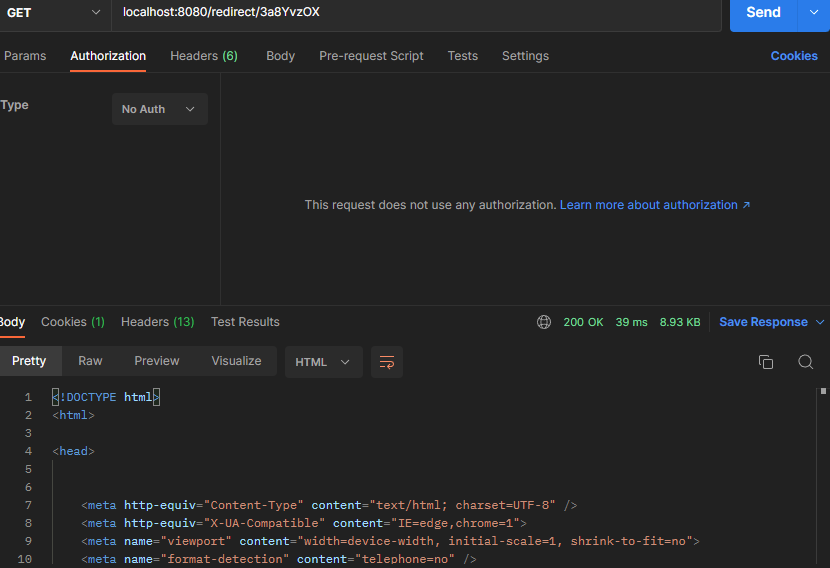 GET localhost:8080/redirect/3a8YvzOX Send
Params Authorization Headers (6) Body Pre-request Script Tests Settings Cookies
Type No Auth
This request does not use any authorization. Learn more about authorization ↗
Body Cookies (1) Headers (13) Test Results 200 OK 39 ms 8.93 KB Save Response
Pretty Raw Preview Visualize HTML
1 <!DOCTYPE html>
2 <html>
3
4 <head>
5
6
7 <meta http-equiv="Content-Type" content="text/html; charset=UTF-8" />
8 <meta http-equiv="X-UA-Compatible" content="IE=edge,chrome=1">
9 <meta name="viewport" content="width=device-width, initial-scale=1, shrink-to-fit=no">
10 <meta name="format-detection" content="telephone=no" />